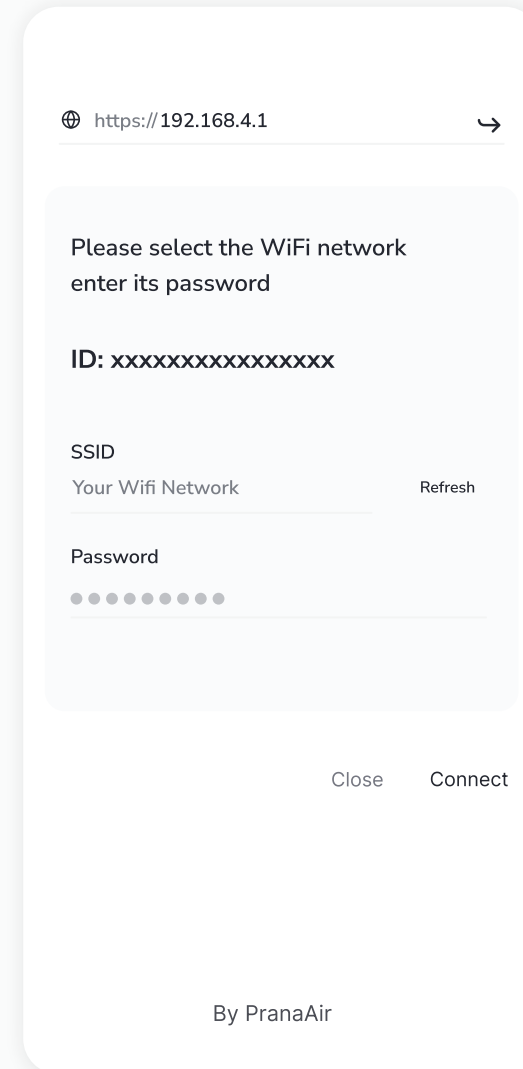 https://192.168.4.1
Please select the WiFi network
enter its password
ID: xxxxxxxxxxxxxxxx
SSID
Your Wifi Network
Refresh
Password
Close
Connect
By PranaAir